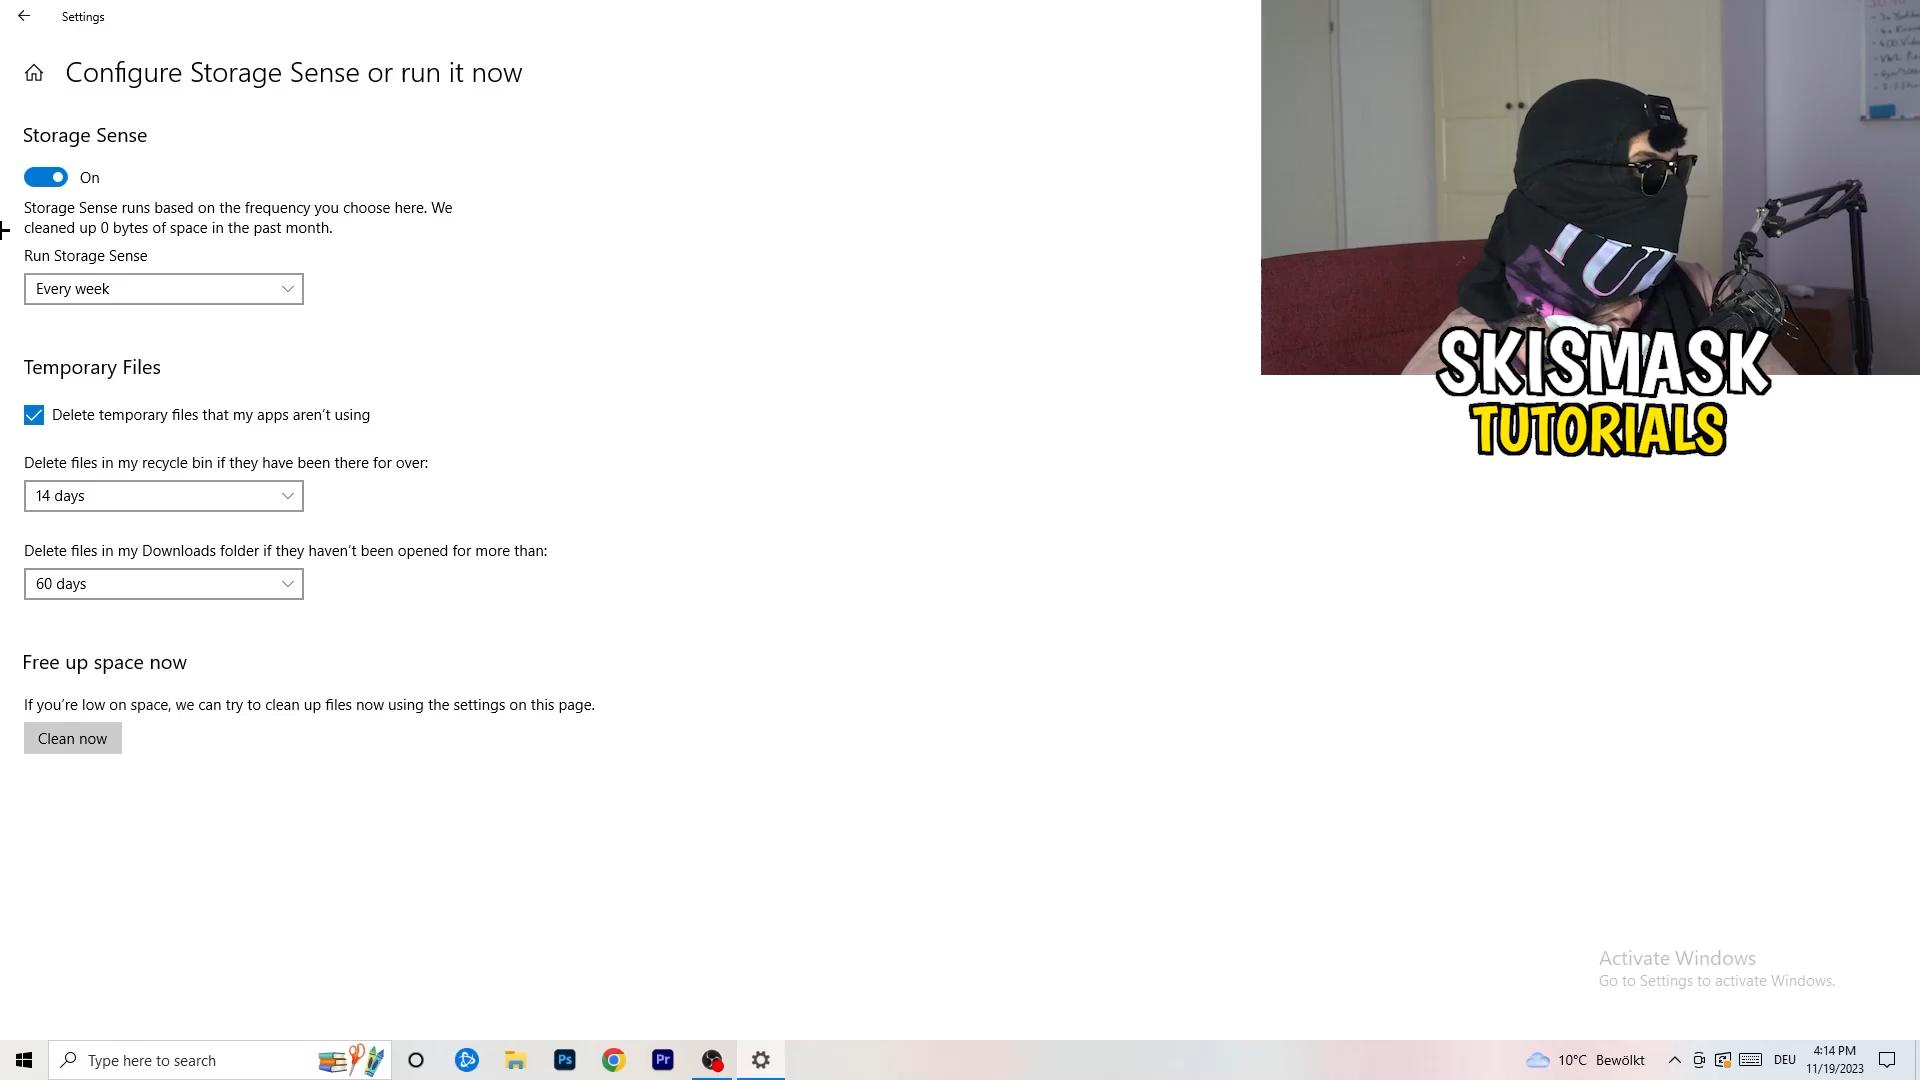 Settings
Configure Storage Sense or run it now
Storage Sense
On
Storage Sense runs based on the frequency you choose here. We
cleaned up 0 bytes of space in the past month.
Run Storage Sense
Every week
Temporary Files
Delete temporary files that my apps aren't using
Delete files in my recycle bin if they have been there for over:
14 days
Delete files in my Downloads folder if they haven't been opened for more than:
60 days
Free up space now
If you're low on space, we can try to clean up files now using the settings on this page.
Clean now
SKISMASK
TUTORIALS
Activate Windows
Go to Settings to activate Windows.
Type here to search
Ps
Pr
10°C Bewölkt
DEU
4:14 PM
11/19/2023